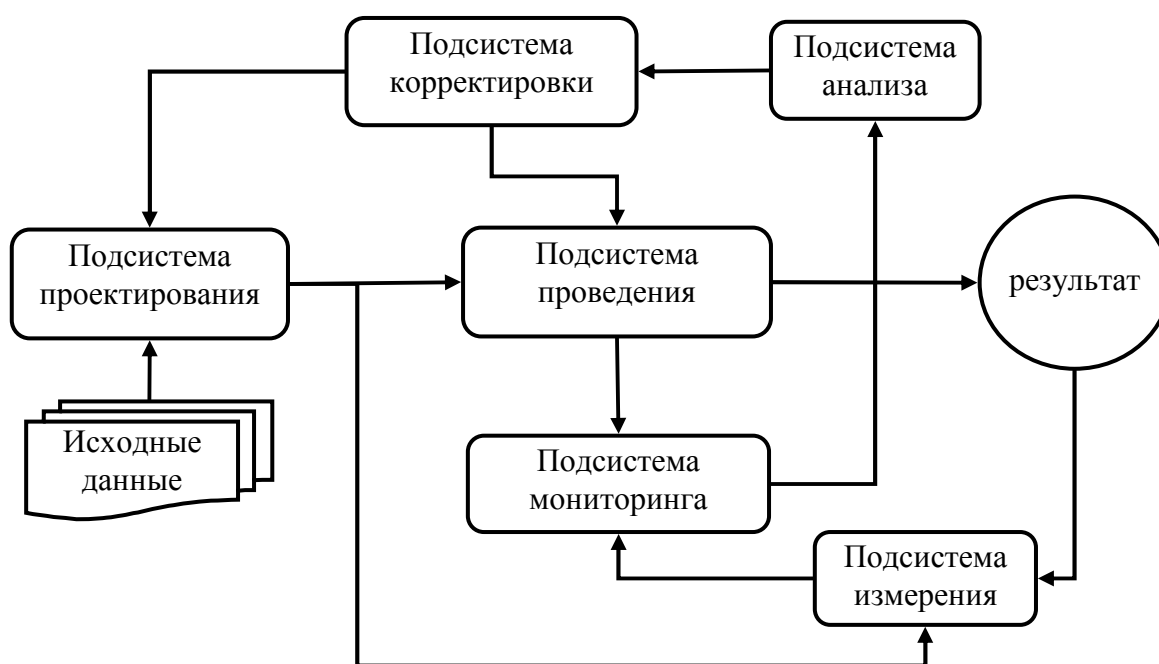 Подсистема
корректировки
Подсистема
анализа
Подсистема
проектирования
Подсистема
проведения
результат
Исходные
данные
Подсистема
мониторинга
Подсистема
измерения